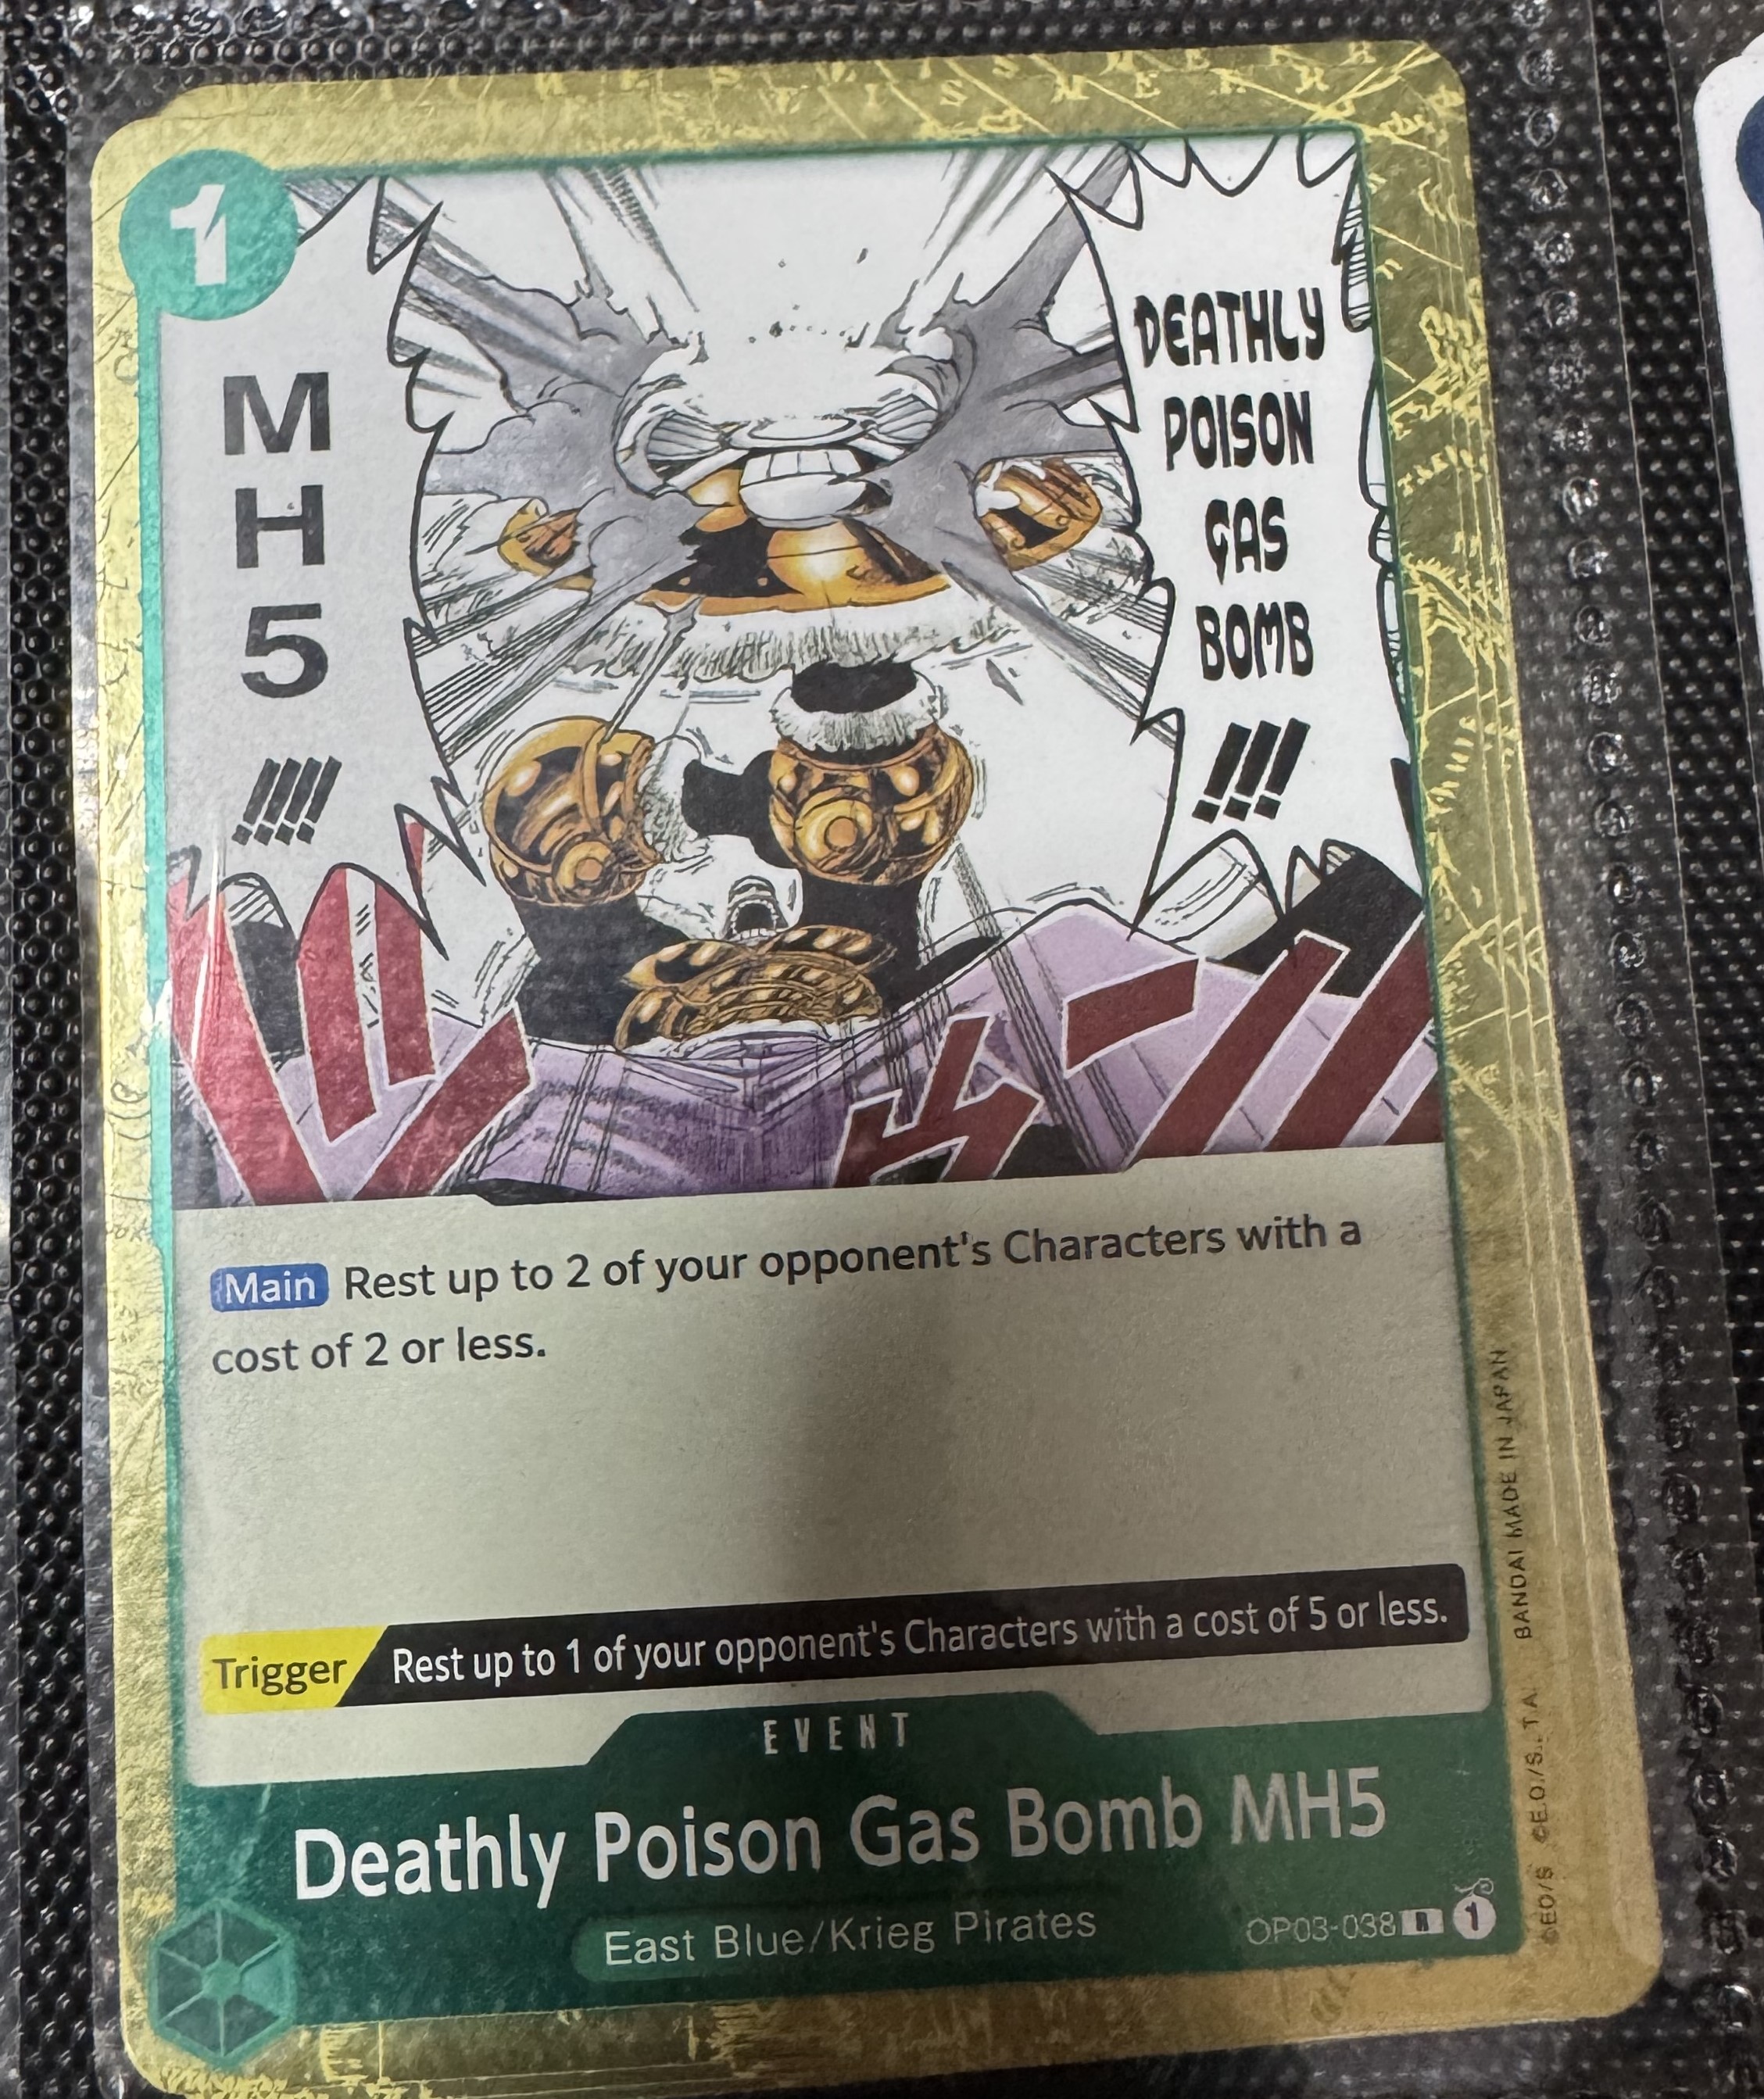 1
M
H
5
!!!!
DEATHLY
POISON
GAS
BOMB
!!!
Main Rest up to 2 of your opponent's Characters with a
cost of 2 or less.
Trigger Rest up to 1 of your opponent's Characters with a cost of 5 or less.
EVENT
Deathly Poison Gas Bomb MH5
East Blue/Krieg Pirates
OP03-038 R 1
©EO/S ©E.O./S.,T.A. BANDAI MADE IN JAPAN